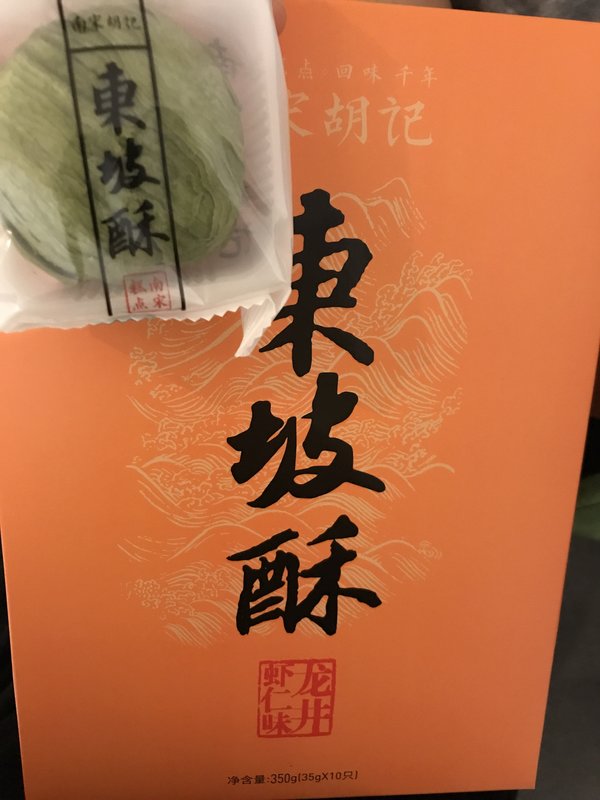 南宋胡记
東坡酥
南宋
糕点
点·回味千年
宋胡记
東坡酥
龙井
虾仁味
净含量:350g(35gX10只)